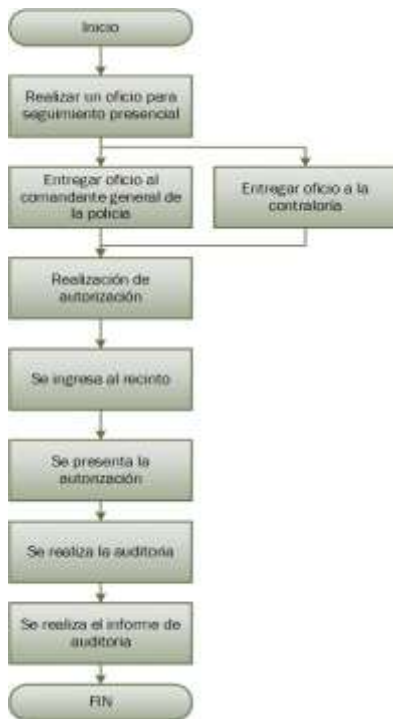 Inicio
Realizar un oficio para
seguimiento presencial
Entregar oficio al
comandante general de
la policia
Entregar oficio a la
contraloría
Realización de
autorización
Se ingresa al recinto
Se presenta la
autorización
Se realiza la auditoria
Se realiza el informe de
auditoria
FIN